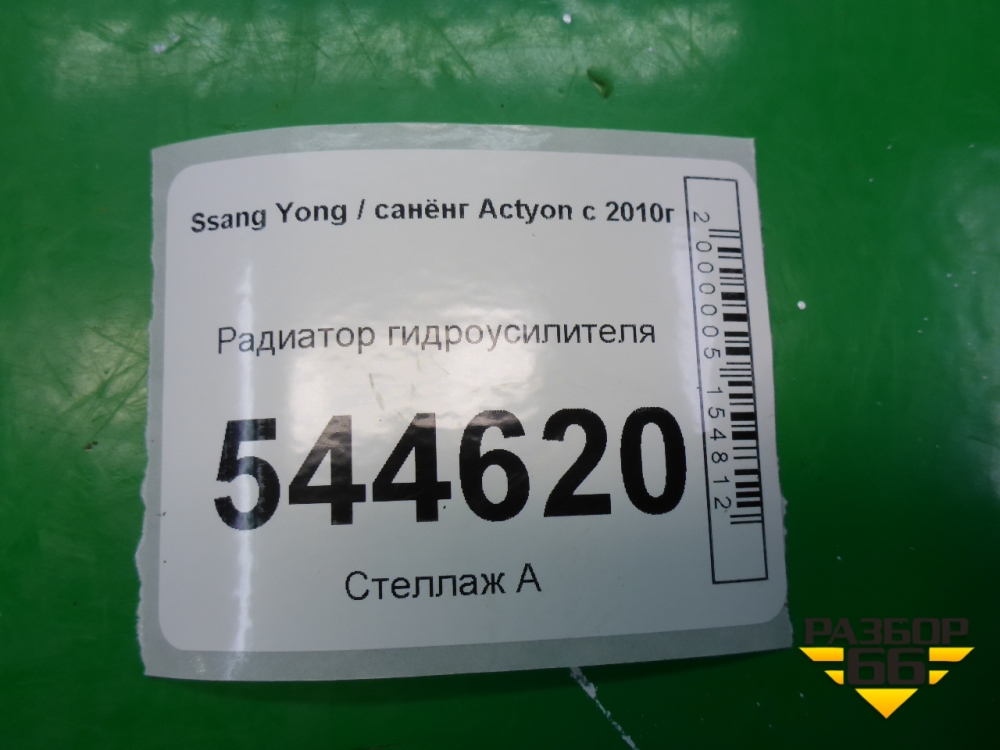 Ssang Yong / санёнг Actyon с 2010г
Радиатор гидроусилителя
544620
Стеллаж А
2000005154812
РАЗБОР
66